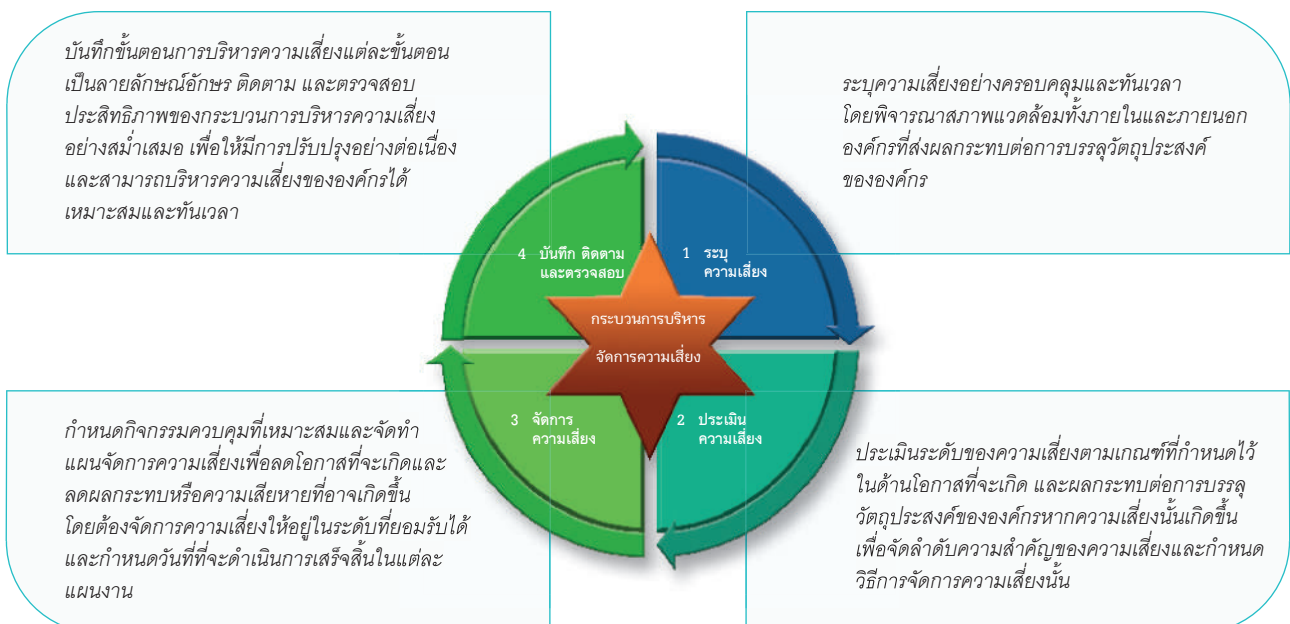 บันทึกขั้นตอนการบริหารความเสี่ยงแต่ละขั้นตอน
เป็นลายลักษณ์อักษร ติดตาม และตรวจสอบ
ประสิทธิภาพของกระบวนการบริหารความเสี่ยง
อย่างสม่ำเสมอ เพื่อให้มีการปรับปรุงอย่างต่อเนื่อง
และสามารถบริหารความเสี่ยงขององค์กรได้
เหมาะสมและทันเวลา
ระบุความเสี่ยงอย่างครอบคลุมและทันเวลา
โดยพิจารณาสภาพแวดล้อมทั้งภายในและภายนอก
องค์กรที่ส่งผลกระทบต่อการบรรลุวัตถุประสงค์
ขององค์กร
4 บันทึก ติดตาม
และตรวจสอบ
1 ระบุ
ความเสี่ยง
กระบวนการบริหาร
จัดการความเสี่ยง
3 จัดการ
ความเสี่ยง
2 ประเมิน
ความเสี่ยง
กำหนดกิจกรรมควบคุมที่เหมาะสมและจัดทำ
แผนจัดการความเสี่ยงเพื่อลดโอกาสที่จะเกิดและ
ลดผลกระทบหรือความเสียหายที่อาจเกิดขึ้น
โดยต้องจัดการความเสี่ยงให้อยู่ในระดับที่ยอมรับได้
และกำหนดวันที่ที่จะดำเนินการเสร็จสิ้นในแต่ละ
แผนงาน
ประเมินระดับของความเสี่ยงตามเกณฑ์ที่กำหนดไว้
ในด้านโอกาสที่จะเกิด และผลกระทบต่อการบรรลุ
วัตถุประสงค์ขององค์กรหากความเสี่ยงนั้นเกิดขึ้น
เพื่อจัดลำดับความสำคัญของความเสี่ยงและกำหนด
วิธีการจัดการความเสี่ยงนั้น